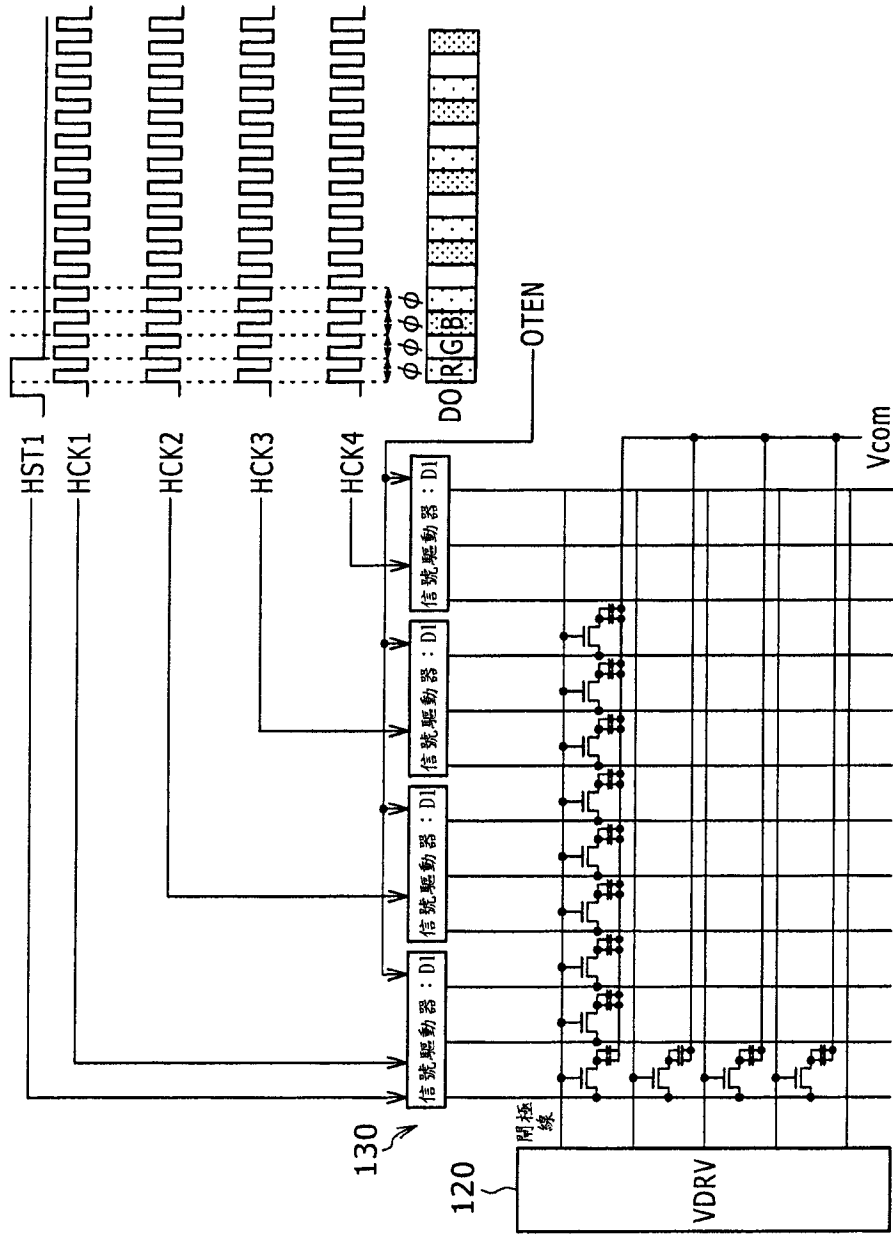 HST1
HCK1
HCK2
HCK3
HCK4
φ φ φ φ
DO R G B
OTEN
130
信號驅動器：D1
信號驅動器：D1
信號驅動器：D1
信號驅動器：D1
閘極線
120
VDRV
Vcom